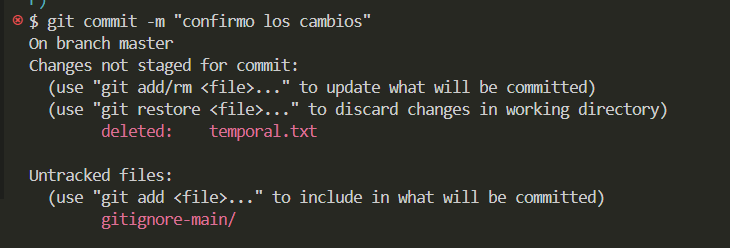 $ git commit -m "confirmo los cambios"
On branch master
Changes not staged for commit:
  (use "git add/rm <file>..." to update what will be committed)
  (use "git restore <file>..." to discard changes in working directory)
        deleted:    temporal.txt

Untracked files:
  (use "git add <file>..." to include in what will be committed)
        gitignore-main/